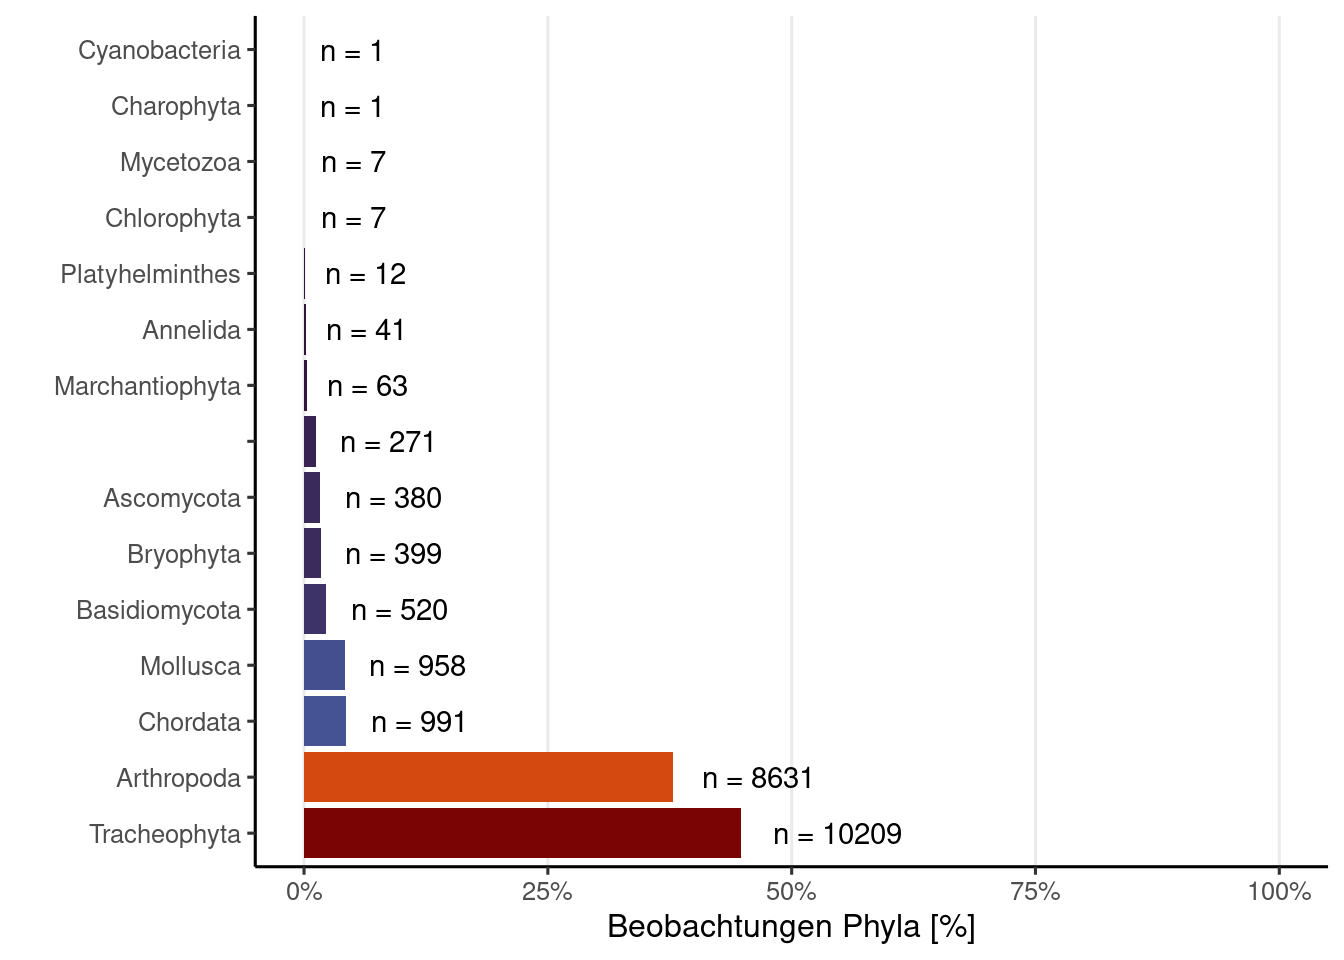 Cyanobacteria n = 1
Charophyta n = 1
Mycetozoa n = 7
Chlorophyta n = 7
Platyhelminthes n = 12
Annelida n = 41
Marchantiophyta n = 63
n = 271
Ascomycota n = 380
Bryophyta n = 399
Basidiomycota n = 520
Mollusca n = 958
Chordata n = 991
Arthropoda n = 8631
Tracheophyta n = 10209
0% 25% 50% 75% 100%
Beobachtungen Phyla [%]